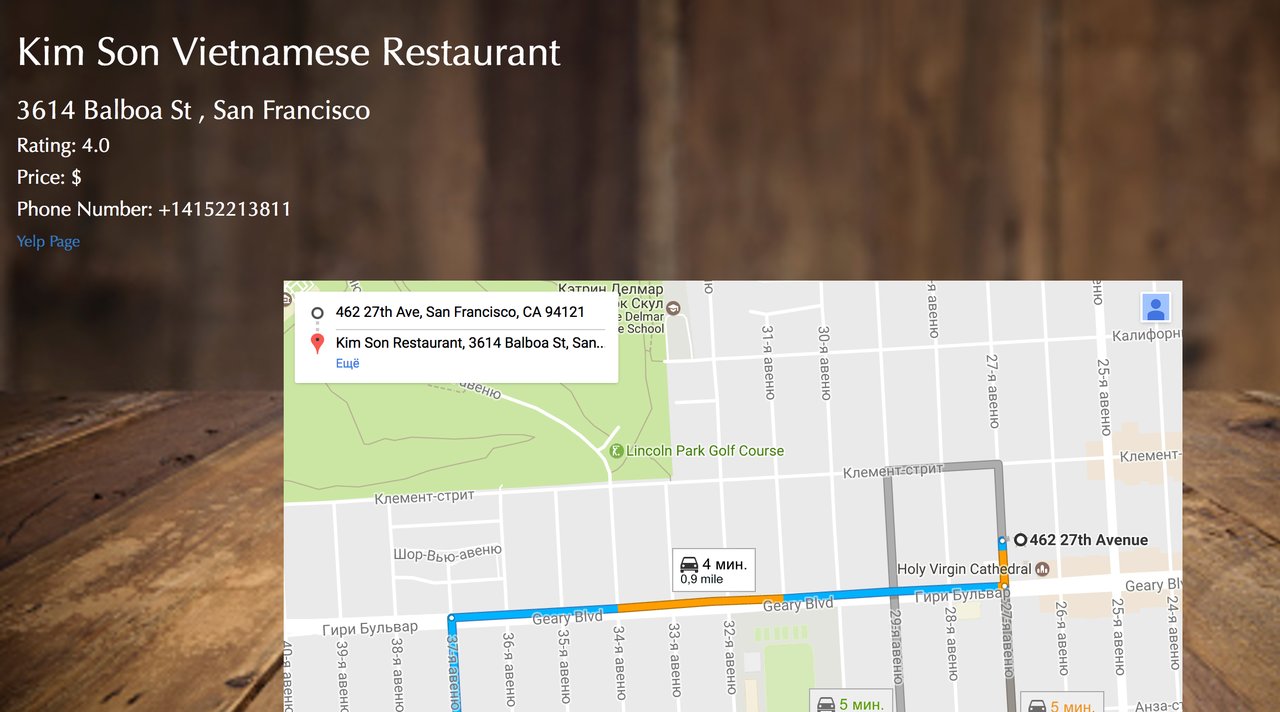 Kim Son Vietnamese Restaurant
3614 Balboa St , San Francisco
Rating: 4.0
Price: $
Phone Number: +14152213811
Yelp Page
462 27th Ave, San Francisco, CA 94121
Kim Son Restaurant, 3614 Balboa St, San..
Ещё
Кэтрин Делмар
рк Скул
e Delmar
e School
Калифорн
31-я авеню
30-я авеню
-я авеню
27-я авеню
25-я авеню
ню
ю
авеню
Lincoln Park Golf Course
Клемент-стрит
Клемент-
Клемент-стрит
Шор-Вью-авеню
462 27th Avenue
4 мин.
0,9 mile
Holy Virgin Cathedral
Geary Blv
Гири Бульвар
Geary Blvd
Geary Blvd
Гири Бульвар
40-я авеню
39-я авеню
38-я авеню
37-я авеню
36-я авеню
35-я авеню
34-я авеню
33-я авеню
32-я авеню
29-я авеню
28-я авеню
27-я авеню
26-я авеню
25-я авеню
24-я авеню
5 мин.
5 мин.
Анза-ст